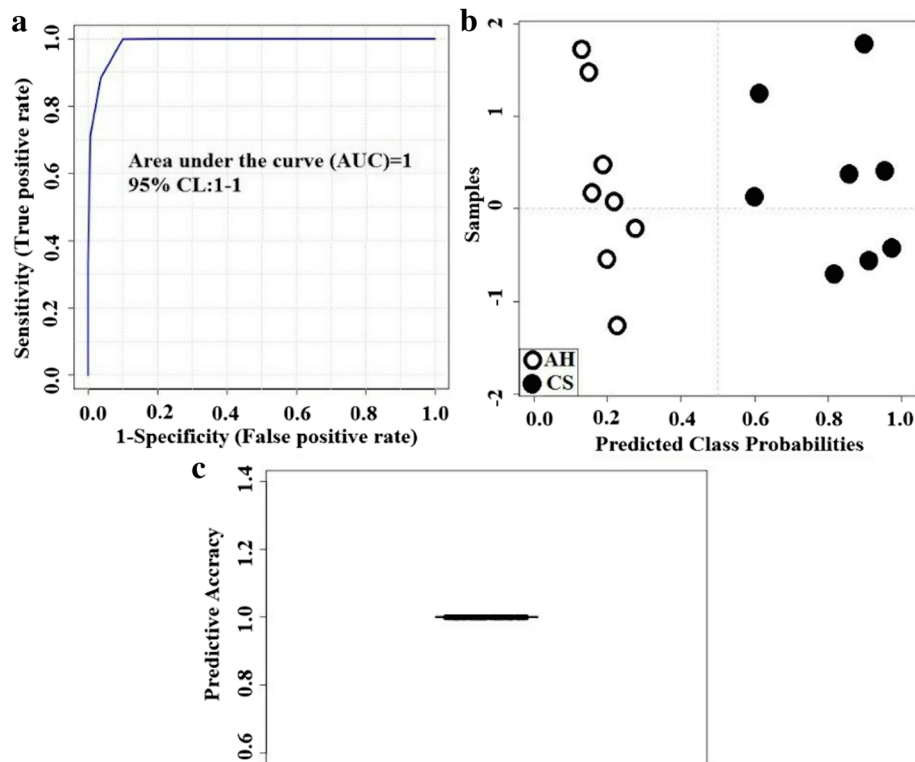 a
Sensitivity (True positive rate)
1.0
0.8
0.6
0.4
0.2
0.0
Area under the curve (AUC)=1
95% CL:1-1
0.0 0.2 0.4 0.6 0.8 1.0
1-Specificity (False positive rate)
b
Samples
2
1
0
-1
-2
AH
CS
0.0 0.2 0.4 0.6 0.8 1.0
Predicted Class Probabilities
c
Predictive Accracy
1.4
1.2
1.0
0.8
0.6